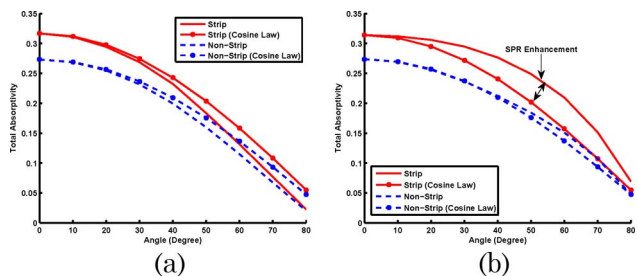 0.35
0.3
0.25
0.2
0.15
0.1
0.05
0
Total Absorptivity
0 10 20 30 40 50 60 70 80
Angle (Degree)
Strip
Strip (Cosine Law)
Non-Strip
Non-Strip (Cosine Law)
(a)
0.35
0.3
0.25
0.2
0.15
0.1
0.05
0
Total Absorptivity
0 10 20 30 40 50 60 70 80
Angle (Degree)
SPR Enhancement
Strip
Strip (Cosine Law)
Non-Strip
Non-Strip (Cosine Law)
(b)